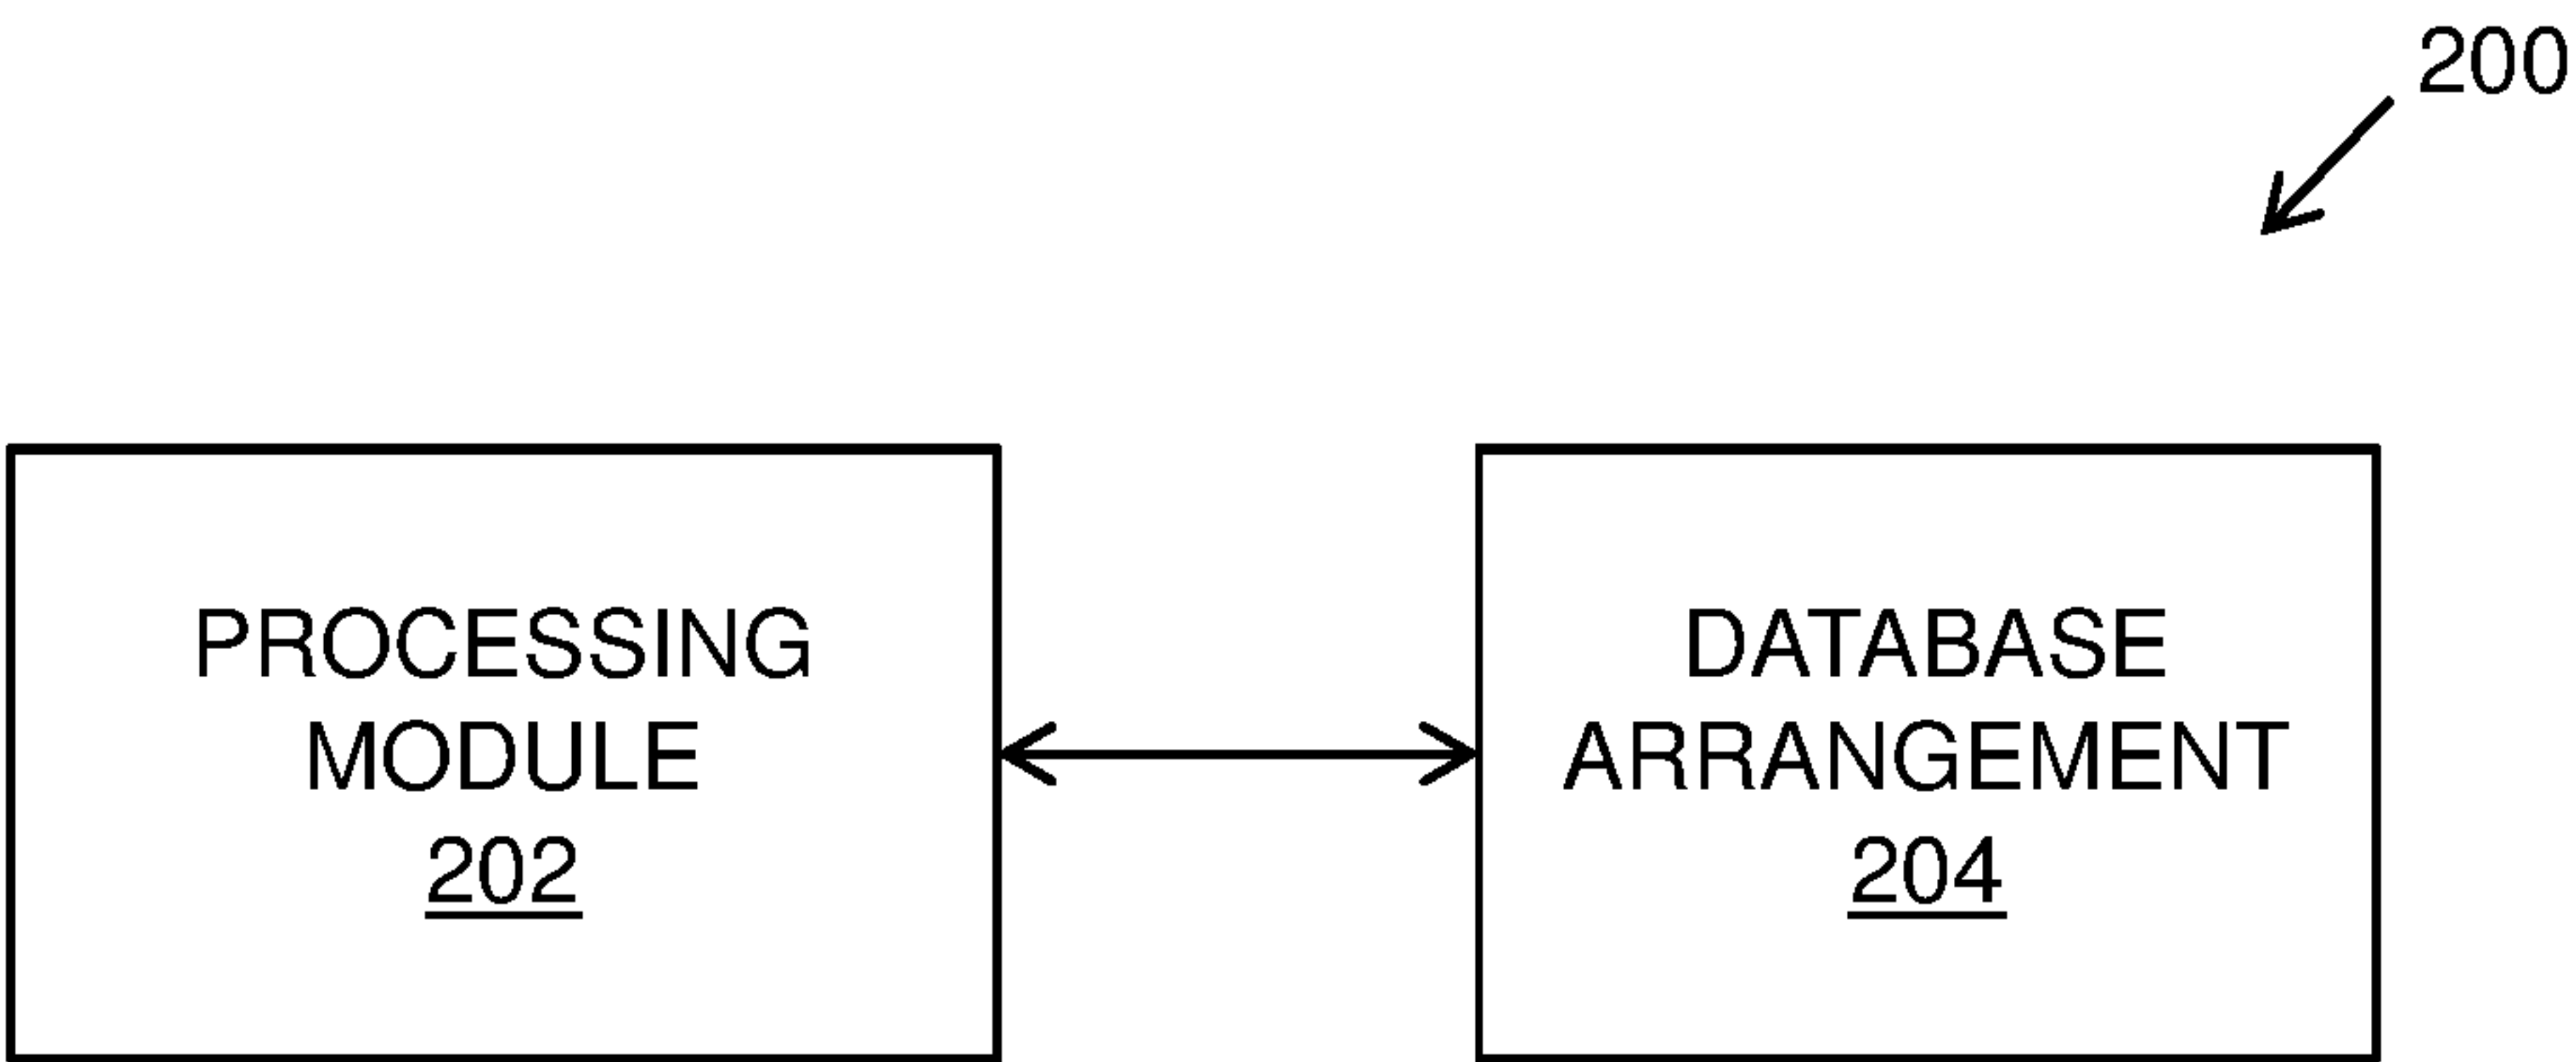 200
PROCESSING
MODULE
202
DATABASE
ARRANGEMENT
204